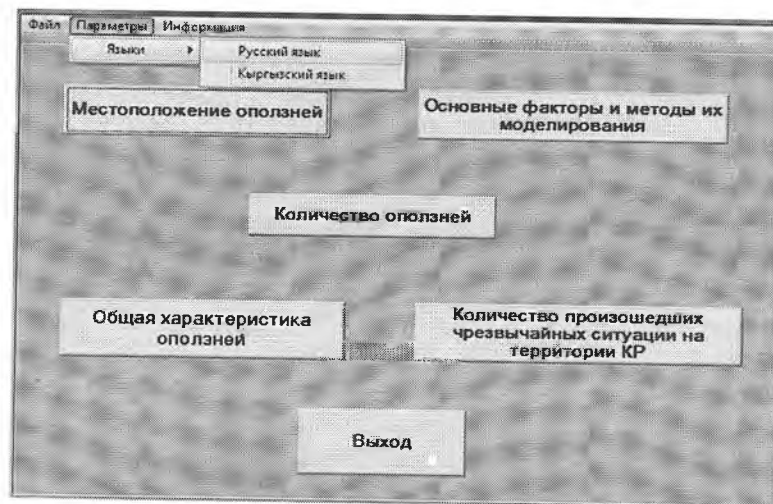 Файл Параметры Информация
Языки
Русский язык
Кыргызский язык
Местоположение оползней
Основные факторы и методы их
моделирования
Количество оползней
Общая характеристика
оползней
Количество произошедших
чрезвычайных ситуации на
территории КР
Выход